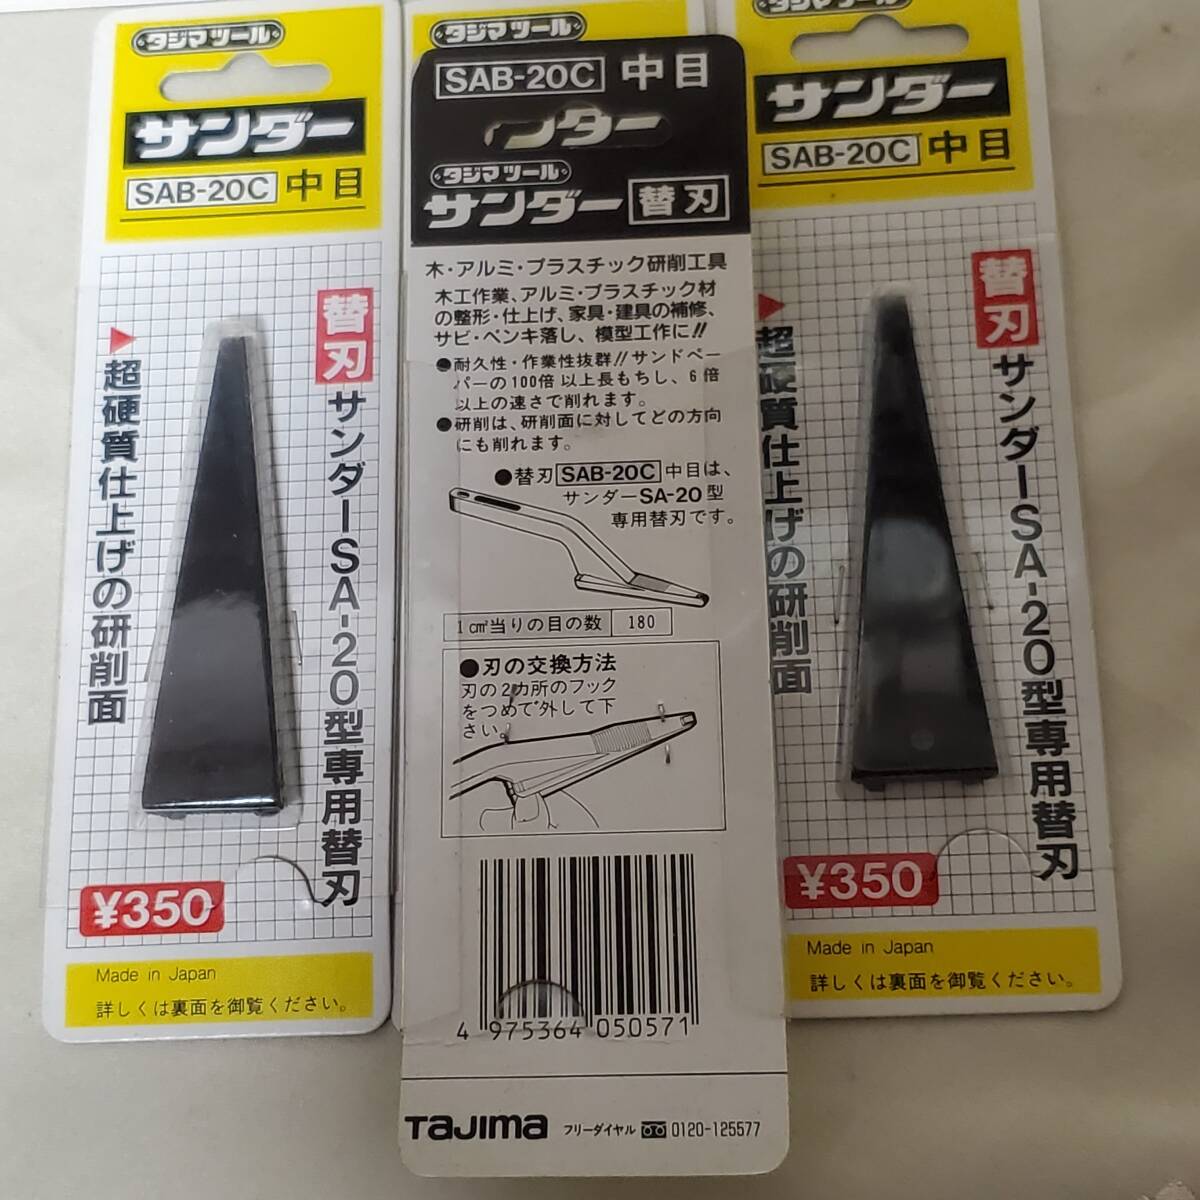 タジマツール
サンダー
SAB-20C 中目
替刃 サンダーSA-20型専用替刃
▶超硬質仕上げの研削面
¥350
Made in Japan
詳しくは裏面を御覧ください。
タジマツール
SAB-20C 中目
ンダー
タジマツール
サンダー 替刃
木・アルミ・プラスチック研削工具
木工作業、アルミ・プラスチック材
の整形・仕上げ、家具・建具の補修、
サビ・ペンキ落し、模型工作に!!
●耐久性・作業性抜群!!サンドペー
パーの100倍以上長もちし、6倍
以上の速さで削れます。
●研削は、研削面に対してどの方向
にも削れます。
●替刃 SAB-20C 中目は、
サンダーSA-20型
専用替刃です。
1c㎡当りの目の数 180
●刃の交換方法
刃の2カ所のフック
をつめで外して下
さい。
4 975364 050571
TaJima フリーダイヤル 0120-125577
タジマツール
サンダー
SAB-20C 中目
替刃 サンダーSA-20型専用替刃
▶超硬質仕上げの研削面
¥350
Made in Japan
詳しくは裏面を御覧ください。